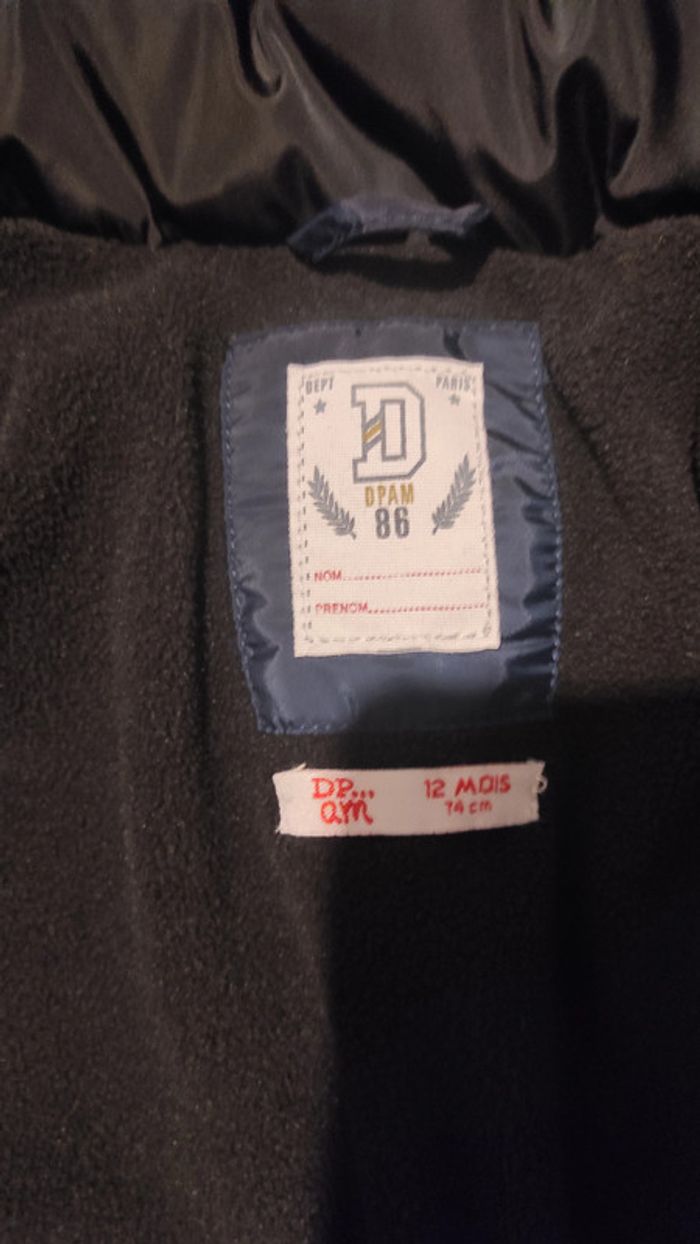 DEPT PARIS
D
DPAM
86
NOM
PRENOM
DP... 12 MOIS
am 74 cm